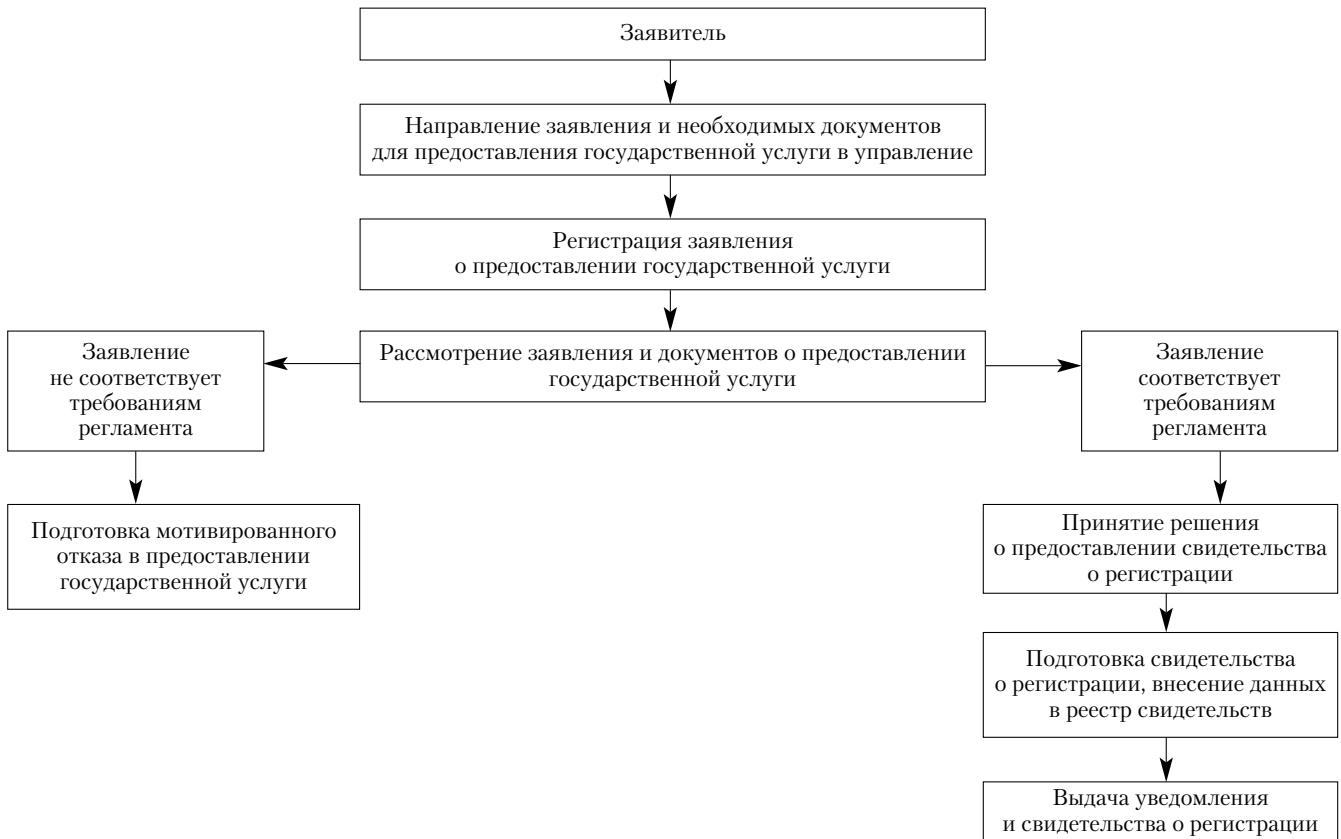 Заявитель
Направление заявления и необходимых документов
для предоставления государственной услуги в управление
Регистрация заявления
о предоставлении государственной услуги
Рассмотрение заявления и документов о предоставлении
государственной услуги
Заявление
не соответствует
требованиям
регламента
Подготовка мотивированного
отказа в предоставлении
государственной услуги
Заявление
соответствует
требованиям
регламента
Принятие решения
о предоставлении свидетельства
о регистрации
Подготовка свидетельства
о регистрации, внесение данных
в реестр свидетельств
Выдача уведомления
и свидетельства о регистрации